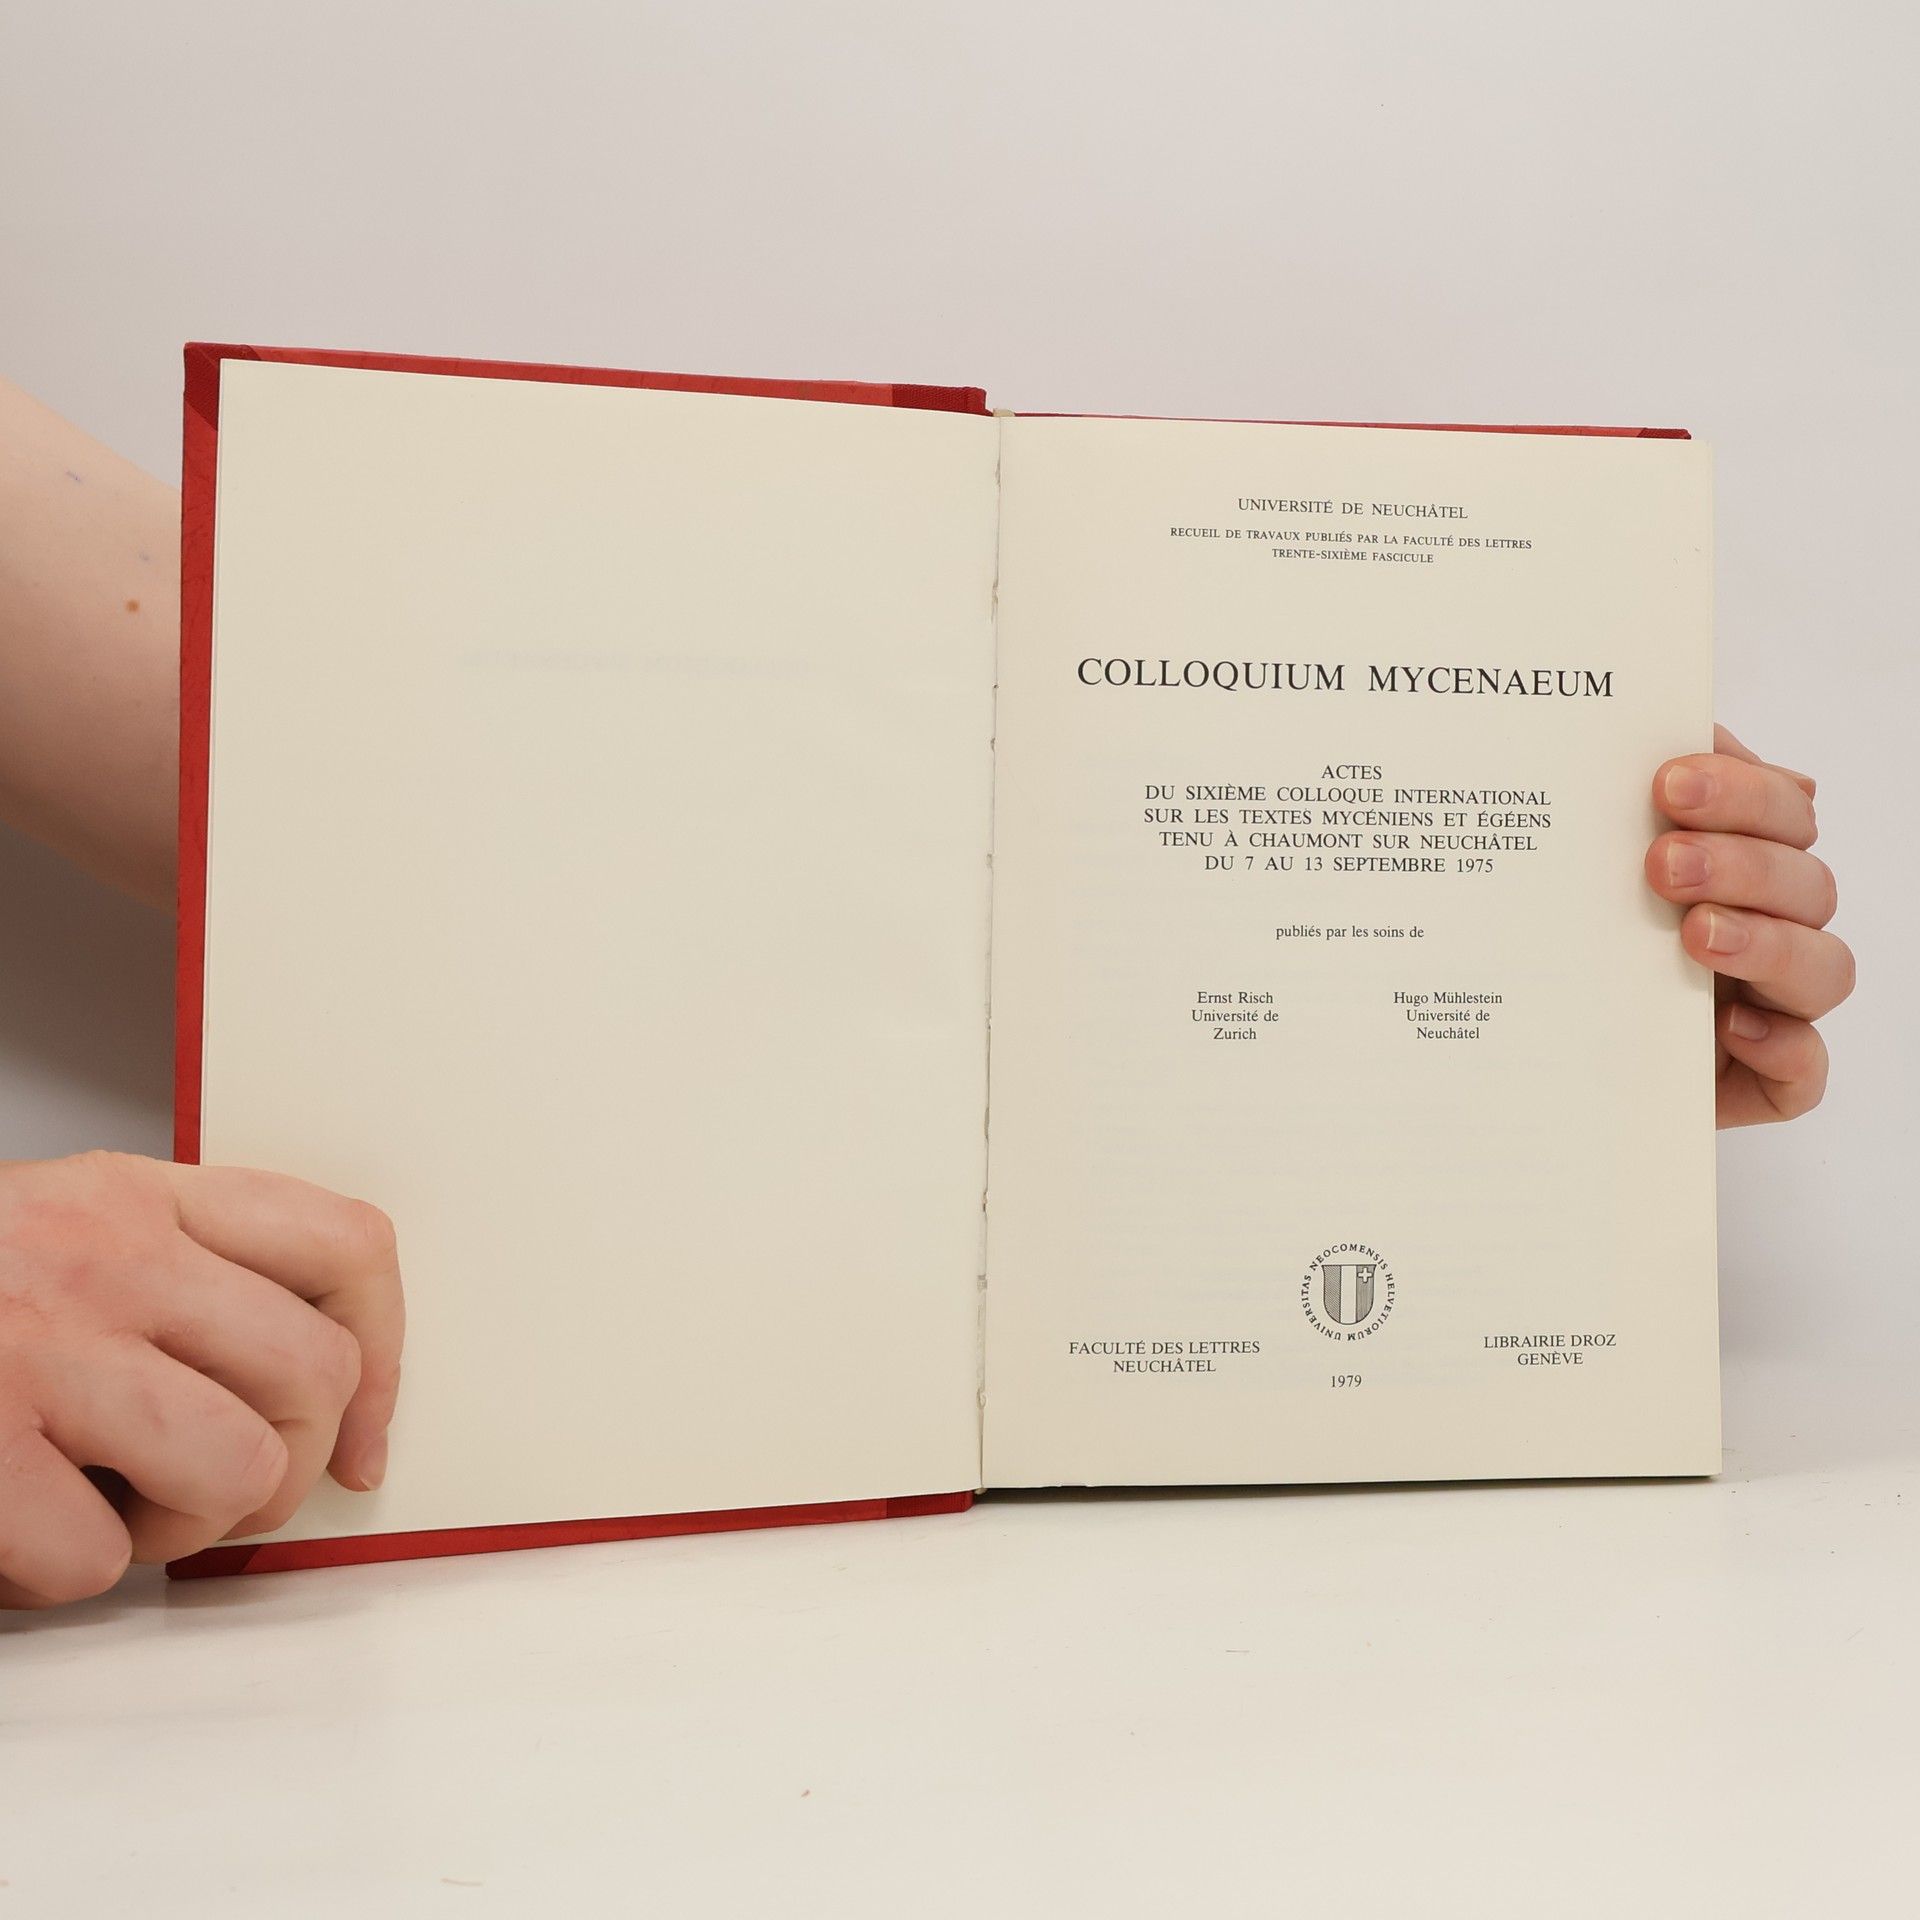 UNIVERSITÉ DE NEUCHÂTEL
RECUEIL DE TRAVAUX PUBLIÉS PAR LA FACULTÉ DES LETTRES
TRENTE-SIXIÈME FASCICULE
COLLOQUIUM MYCENAEUM
ACTES
DU SIXIÈME COLLOQUE INTERNATIONAL
SUR LES TEXTES MYCÉNIENS ET ÉGÉENS
TENU À CHAUMONT SUR NEUCHÂTEL
DU 7 AU 13 SEPTEMBRE 1975
publiés par les soins de
Ernst Risch
Université de
Zurich
Hugo Mühlestein
Université de
Neuchâtel
UNIVERSITAS NEOCOMENSIS HELVETIORUM
FACULTÉ DES LETTRES
NEUCHÂTEL
1979
LIBRAIRIE DROZ
GENÈVE